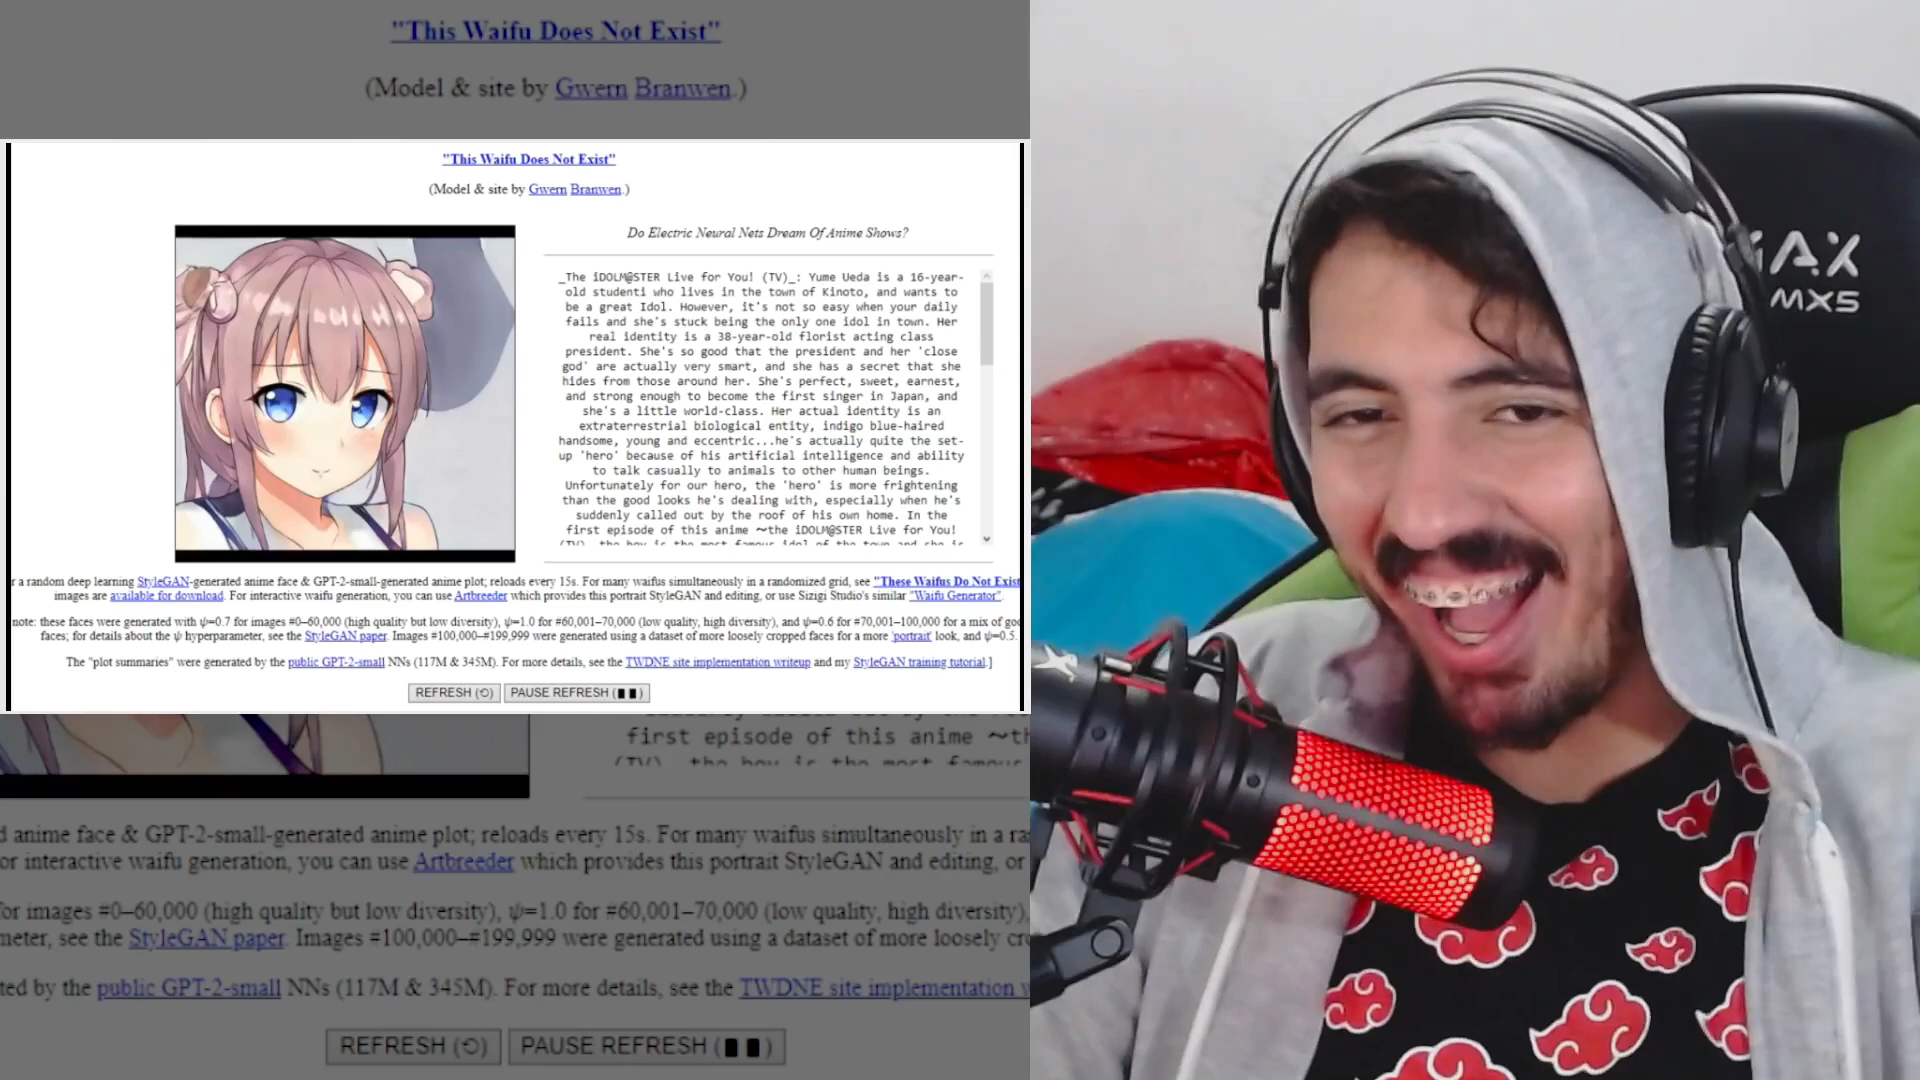 "This Waifu Does Not Exist"
(Model & site by Gwern Branwen.)
"This Waifu Does Not Exist"
(Model & site by Gwern Branwen.)
Do Electric Neural Nets Dream Of Anime Shows?
_The iDOLM@STER Live for You! (TV)_: Yume Ueda is a 16-year-
old studenti who lives in the town of Kinoto, and wants to
be a great Idol. However, it's not so easy when your daily
fails and she's stuck being the only one idol in town. Her
real identity is a 38-year-old florist acting class
president. She's so good that the president and her 'close
god' are actually very smart, and she has a secret that she
hides from those around her. She's perfect, sweet, earnest,
and strong enough to become the first singer in Japan, and
she's a little world-class. Her actual identity is an
extraterrestrial biological entity, indigo blue-haired
handsome, young and eccentric...he's actually quite the set-
up 'hero' because of his artificial intelligence and ability
to talk casually to animals to other human beings.
Unfortunately for our hero, the 'hero' is more frightening
than the good looks he's dealing with, especially when he's
suddenly called out by the roof of his own home. In the
first episode of this anime ~the iDOLM@STER Live for You!
(TV), the boy is the most famous idol of the town and she is
r a random deep learning StyleGAN-generated anime face & GPT-2-small-generated anime plot; reloads every 15s. For many waifus simultaneously in a randomized grid, see "These Waifus Do Not Exist
images are available for download. For interactive waifu generation, you can use Artbreeder which provides this portrait StyleGAN and editing, or use Sizigi Studio's similar "Waifu Generator".
note: these faces were generated with ψ=0.7 for images #0–60,000 (high quality but low diversity), ψ=1.0 for #60,001–70,000 (low quality, high diversity), and ψ=0.6 for #70,001–100,000 for a mix of goo
faces; for details about the ψ hyperparameter, see the StyleGAN paper. Images #100,000–#199,999 were generated using a dataset of more loosely cropped faces for a more 'portrait' look, and ψ=0.5.
The "plot summaries" were generated by the public GPT-2-small NNs (117M & 345M). For more details, see the TWDNE site implementation writeup and my StyleGAN training tutorial.]
REFRESH (⟲) PAUSE REFRESH (▮▮)
first episode of this anime ~th
(TV), the boy is the most famous
d anime face & GPT-2-small-generated anime plot; reloads every 15s. For many waifus simultaneously in a ra
or interactive waifu generation, you can use Artbreeder which provides this portrait StyleGAN and editing, or
for images #0–60,000 (high quality but low diversity), ψ=1.0 for #60,001–70,000 (low quality, high diversity),
meter, see the StyleGAN paper. Images #100,000–#199,999 were generated using a dataset of more loosely cro
ted by the public GPT-2-small NNs (117M & 345M). For more details, see the TWDNE site implementation w
REFRESH (⟲) PAUSE REFRESH (▮▮)
MX5